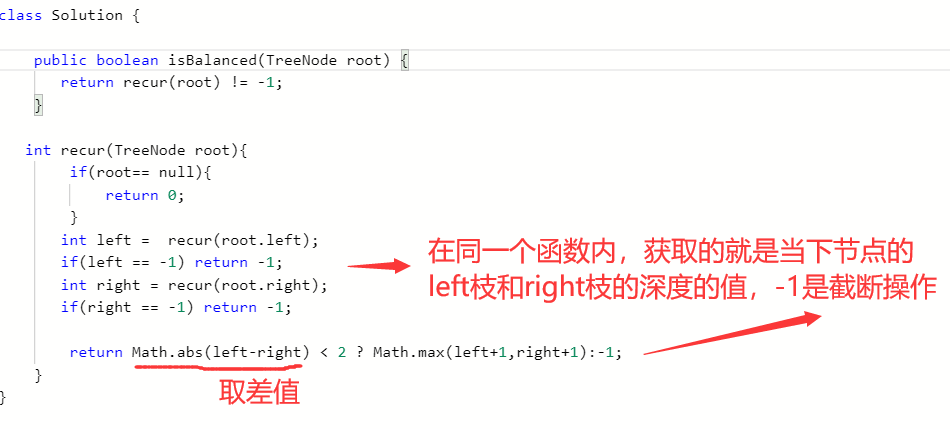 class Solution {
public boolean isBalanced(TreeNode root) {
return recur(root) != -1;
}
int recur(TreeNode root){
if(root== null){
return 0;
}
int left =  recur(root.left);
if(left == -1) return -1;
int right = recur(root.right);
if(right == -1) return -1;
在同一个函数内，获取的就是当下节点的
left枝和right枝的深度的值，-1是截断操作
return Math.abs(left-right) < 2 ? Math.max(left+1,right+1):-1;
取差值
}
}